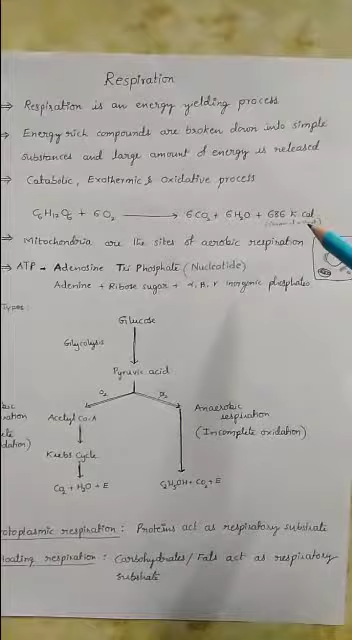 Respiration
⇒ Respiration is an energy yielding process
⇒ Energy rich compounds are broken down into simple
substances and large amount of energy is released
⇒ Catabolic, Exothermic & Oxidative process
C₆H₁₂O₆ + 6O₂ → 6CO₂ + 6H₂O + 686 K cal
⇒ Mitochondria are the sites of aerobic respiration
⇒ ATP - Adenosine Tri Phosphate (Nucleotide)
Adenine + Ribose sugar + α, β, γ inorganic phosphates
Types:
Glucose
Glycolysis
Pyruvic acid
O₂
Acetyl Co.A
Anaerobic
respiration
(Incomplete oxidation)
Krebs Cycle
CO₂ + H₂O + E
C₂H₅OH + CO₂ + E
otoplasmic respiration : Proteins act as respiratory substrate
loating respiration : Carbohydrates / Fats act as respiratory
substrate